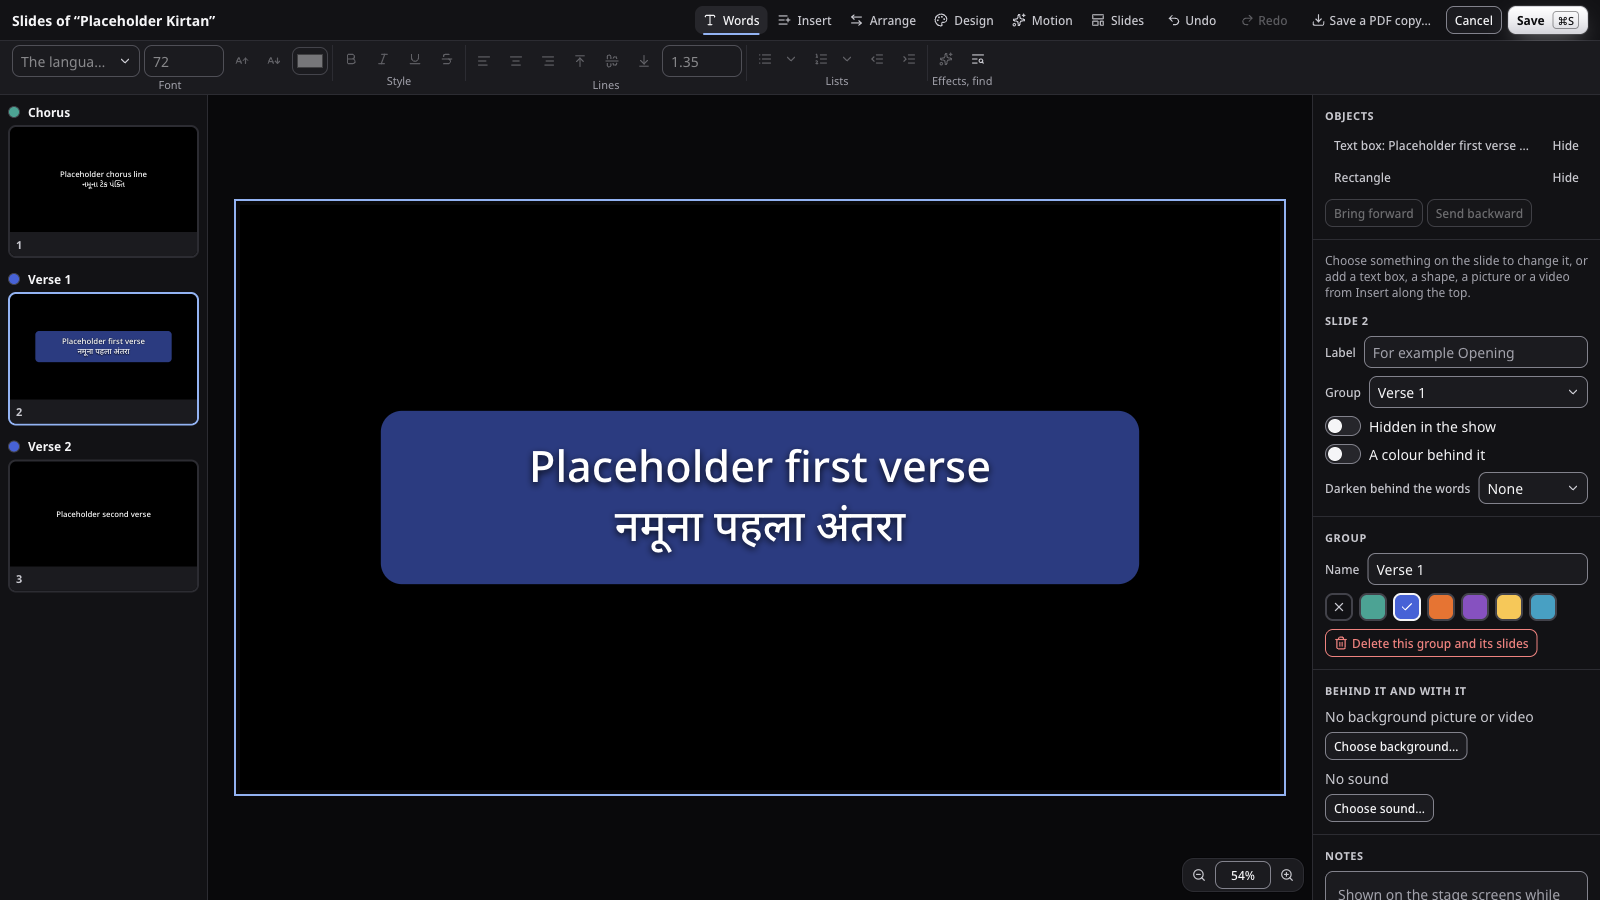 Slides of “Placeholder Kirtan”
Words
Insert
Arrange
Design
Motion
Slides
Undo
Redo
Save a PDF copy...
Cancel
Save ⌘S
The langua...
72
Font
B I U S
Style
1.35
Lines
Lists
Effects, find
Chorus
Placeholder chorus line
નમૂના ટેક પંક્તિ
1
Verse 1
Placeholder first verse
नमूना पहला अंतरा
2
Verse 2
Placeholder second verse
3
Placeholder first verse
नमूना पहला अंतरा
54%
OBJECTS
Text box: Placeholder first verse ... Hide
Rectangle Hide
Bring forward Send backward
Choose something on the slide to change it, or
add a text box, a shape, a picture or a video
from Insert along the top.
SLIDE 2
Label For example Opening
Group Verse 1
Hidden in the show
A colour behind it
Darken behind the words None
GROUP
Name Verse 1
Delete this group and its slides
BEHIND IT AND WITH IT
No background picture or video
Choose background...
No sound
Choose sound...
NOTES
Shown on the stage screens while